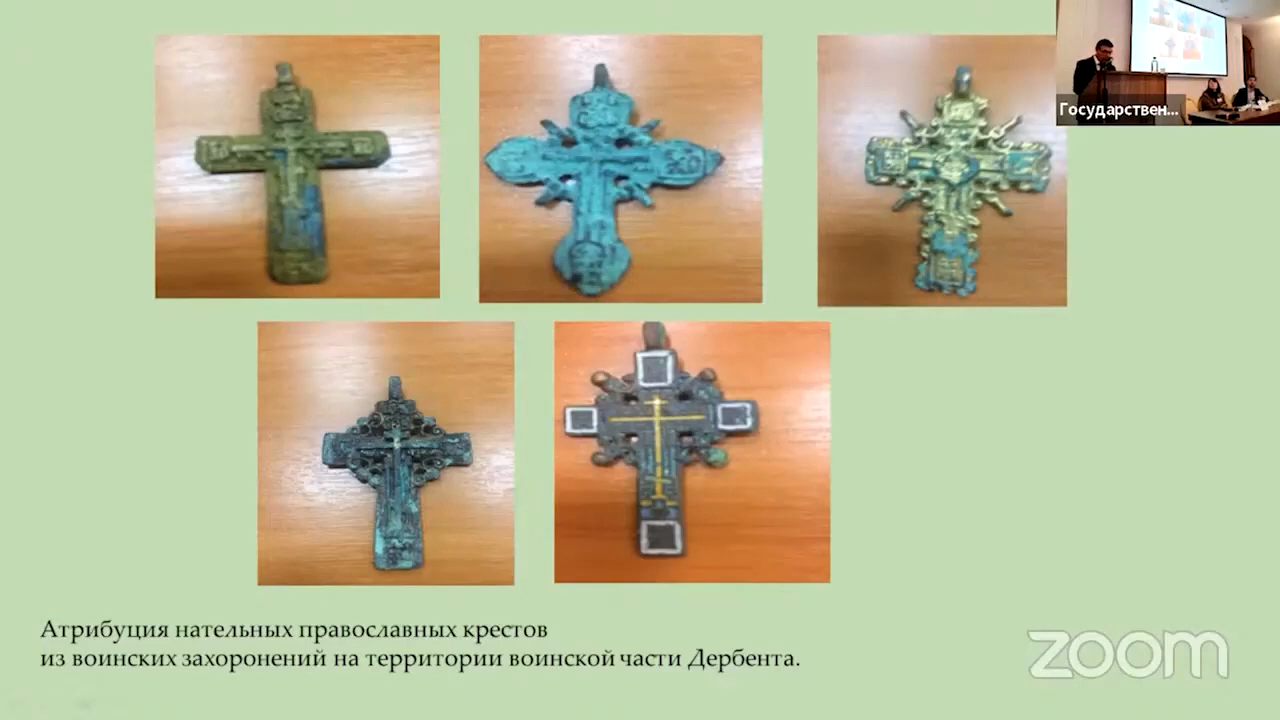 Государствен...
Атрибуция нательных православных крестов
из воинских захоронений на территории воинской части Дербента.
zoom